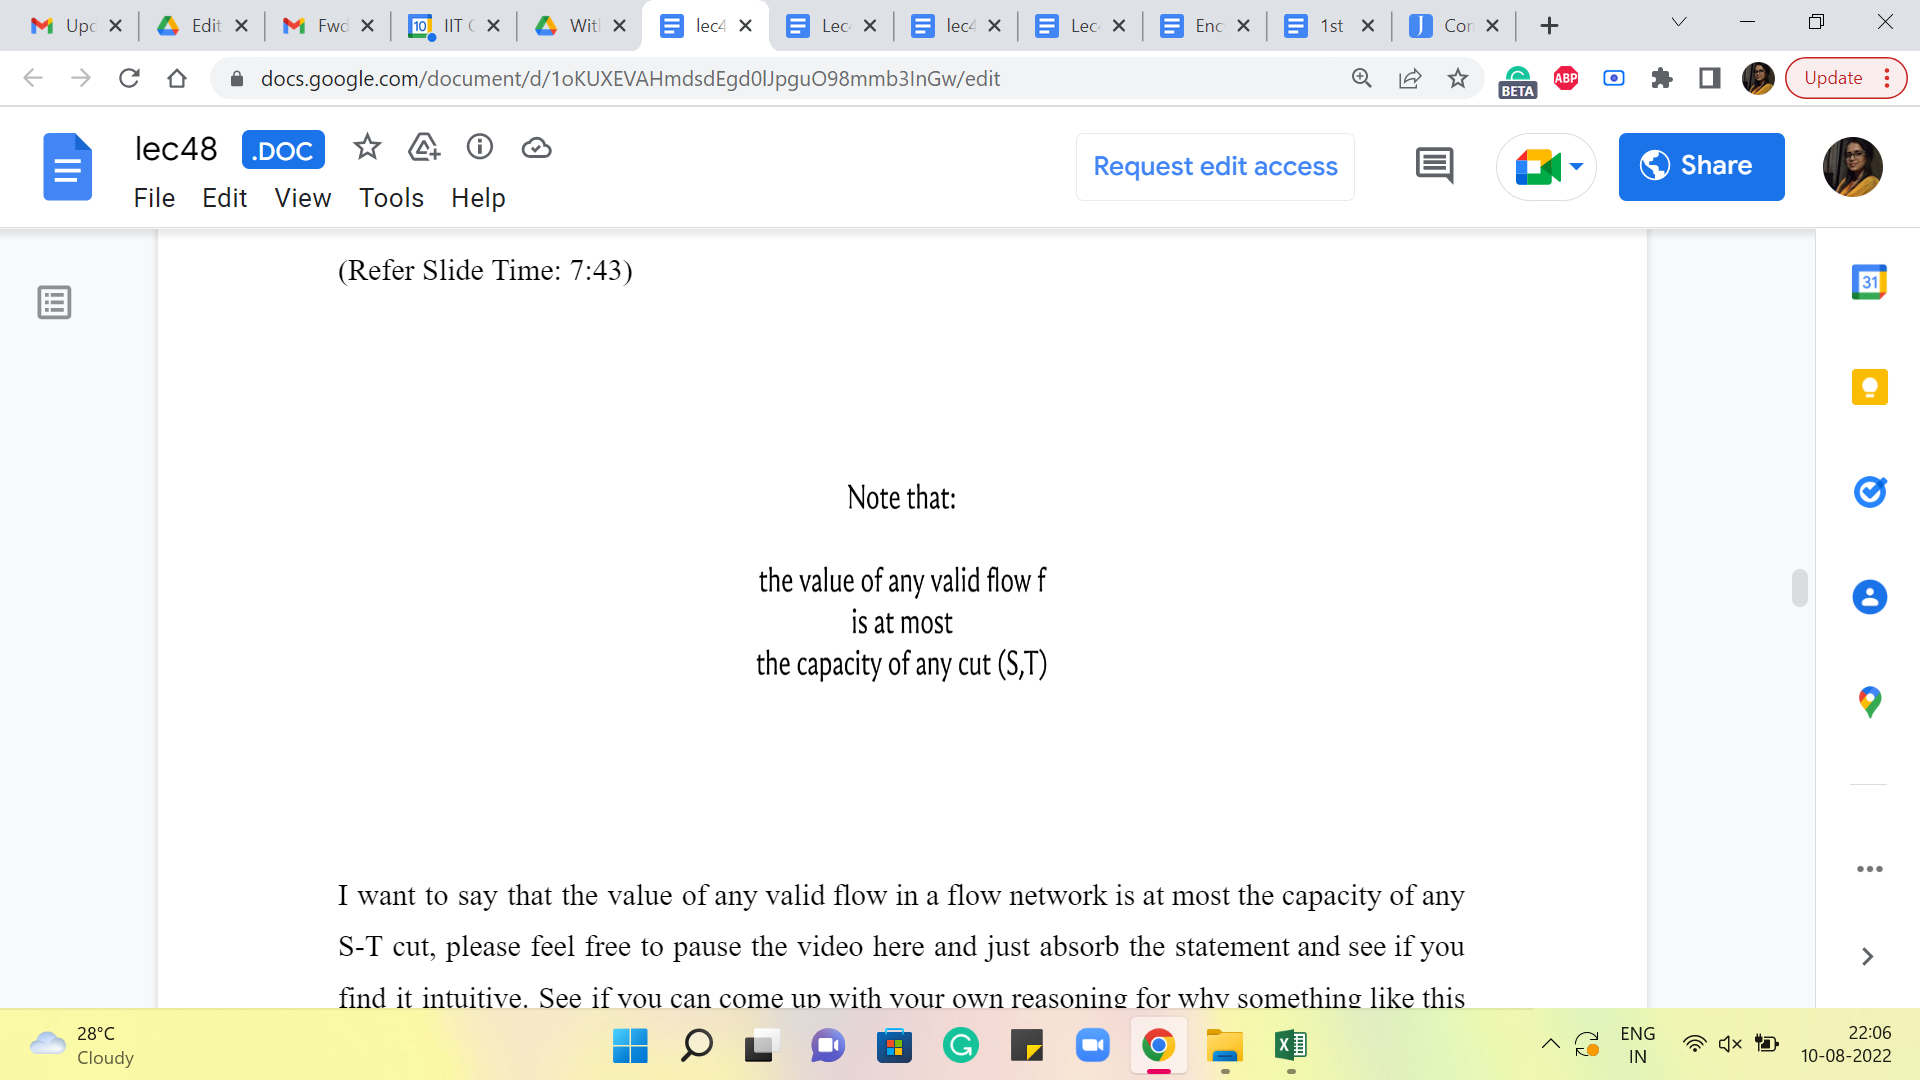 Upc
Edit
Fwd
10
IIT
Wit
lec4
Lec
lec4
Lec
Enc
1st
J
Con
docs.google.com/document/d/1oKUXEVAHmdsdEgd0lJpguO98mmb3InGw/edit
BETA
ABP
Update
lec48
.DOC
File Edit View Tools Help
Request edit access
Share
31
(Refer Slide Time: 7:43)
Note that:
the value of any valid flow f
is at most
the capacity of any cut (S,T)
I want to say that the value of any valid flow in a flow network is at most the capacity of any
S-T cut, please feel free to pause the video here and just absorb the statement and see if you
find it intuitive. See if you can come up with your own reasoning for why something like this
28°C
Cloudy
ENG
IN
22:06
10-08-2022